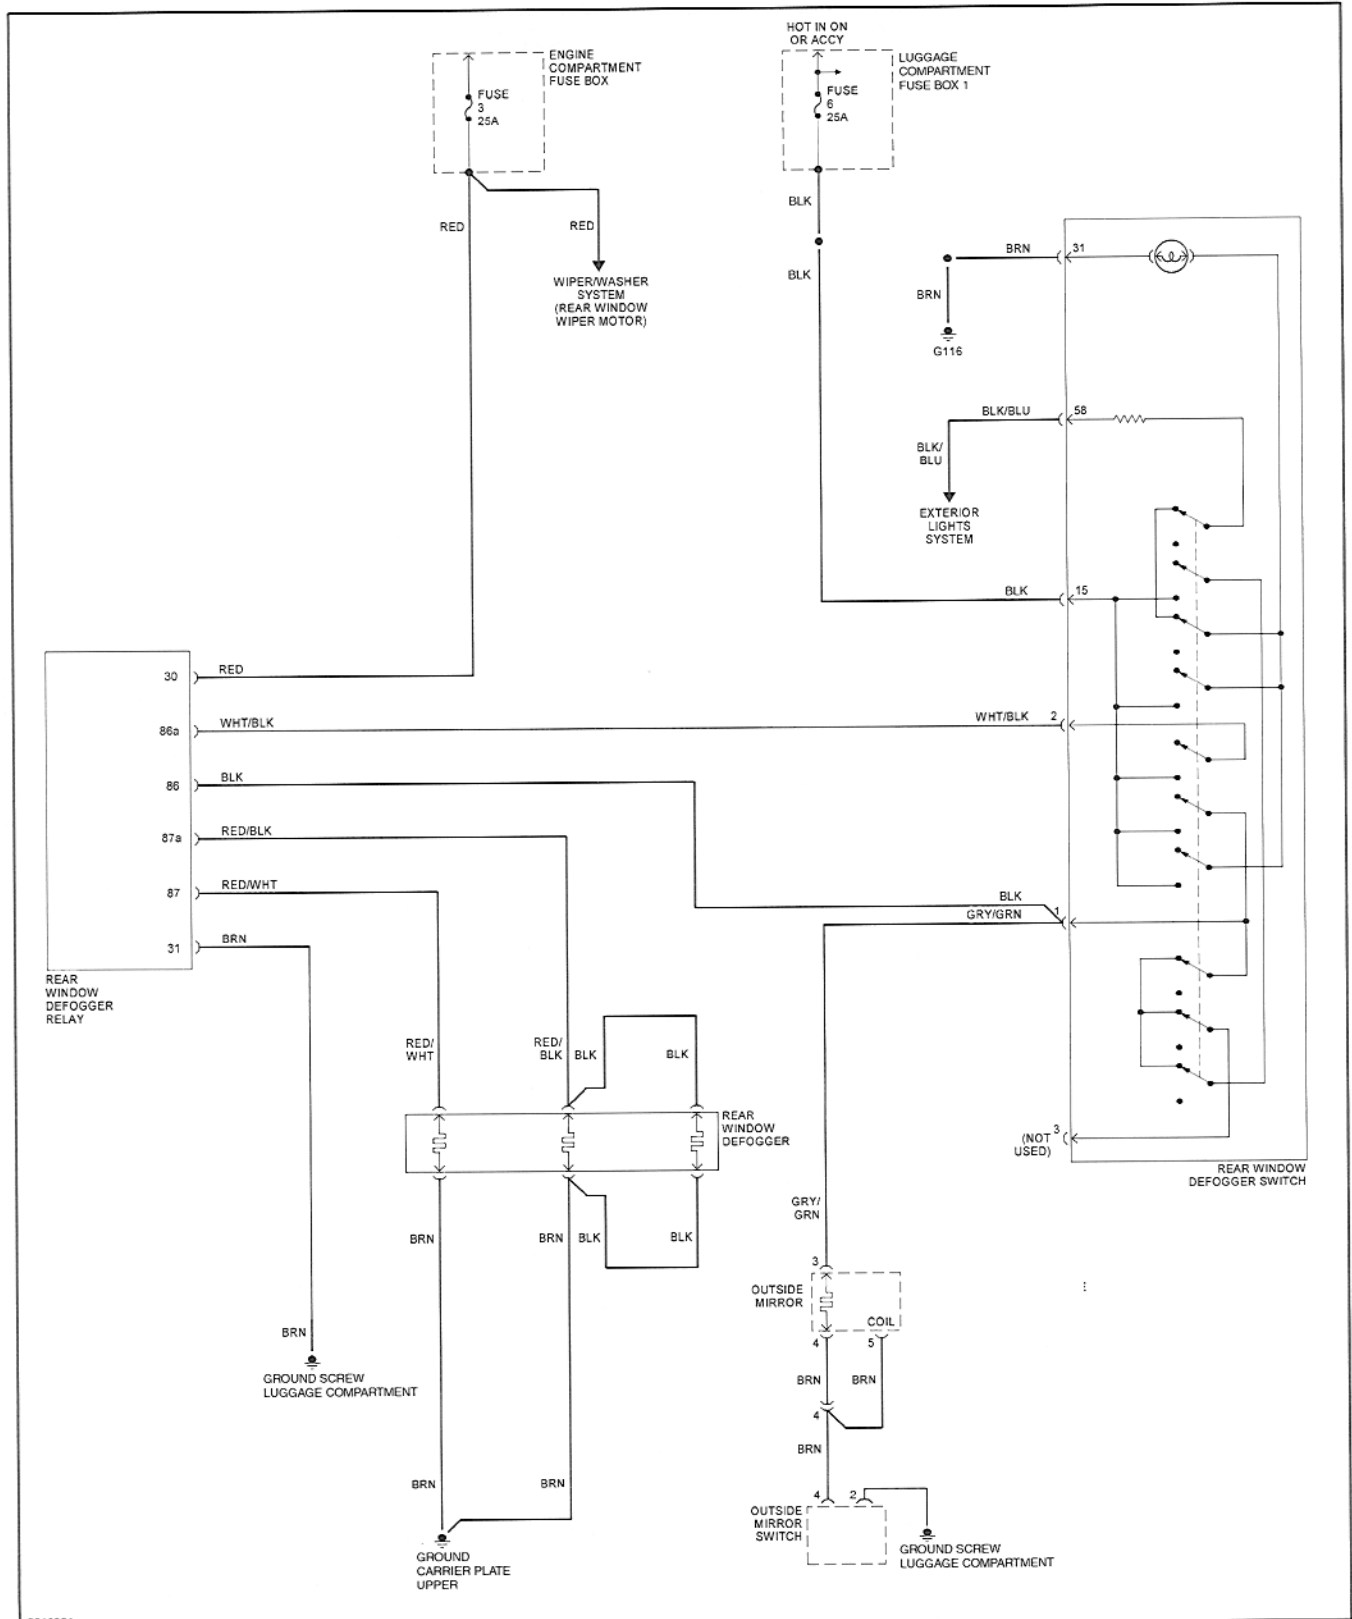 HOT IN ON
OR ACCY
ENGINE
COMPARTMENT
FUSE BOX
FUSE
3
25A
LUGGAGE
COMPARTMENT
FUSE BOX 1
FUSE
6
25A
RED
RED
WIPER/WASHER
SYSTEM
(REAR WINDOW
WIPER MOTOR)
BLK
BLK
BRN
31
BRN
G116
BLK/BLU
58
BLK/
BLU
EXTERIOR
LIGHTS
SYSTEM
BLK
15
30
RED
86a
WHT/BLK
WHT/BLK
2
86
BLK
87a
RED/BLK
87
RED/WHT
BLK
GRY/GRN
1
31
BRN
REAR
WINDOW
DEFOGGER
RELAY
RED/
WHT
RED/
BLK
BLK
BLK
REAR
WINDOW
DEFOGGER
3
(NOT
USED)
REAR WINDOW
DEFOGGER SWITCH
GRY/
GRN
BRN
BRN
BLK
BLK
3
OUTSIDE
MIRROR
COIL
4
5
BRN
GROUND SCREW
LUGGAGE COMPARTMENT
BRN
BRN
4
BRN
BRN
BRN
4
2
OUTSIDE
MIRROR
SWITCH
GROUND SCREW
LUGGAGE COMPARTMENT
GROUND
CARRIER PLATE
UPPER